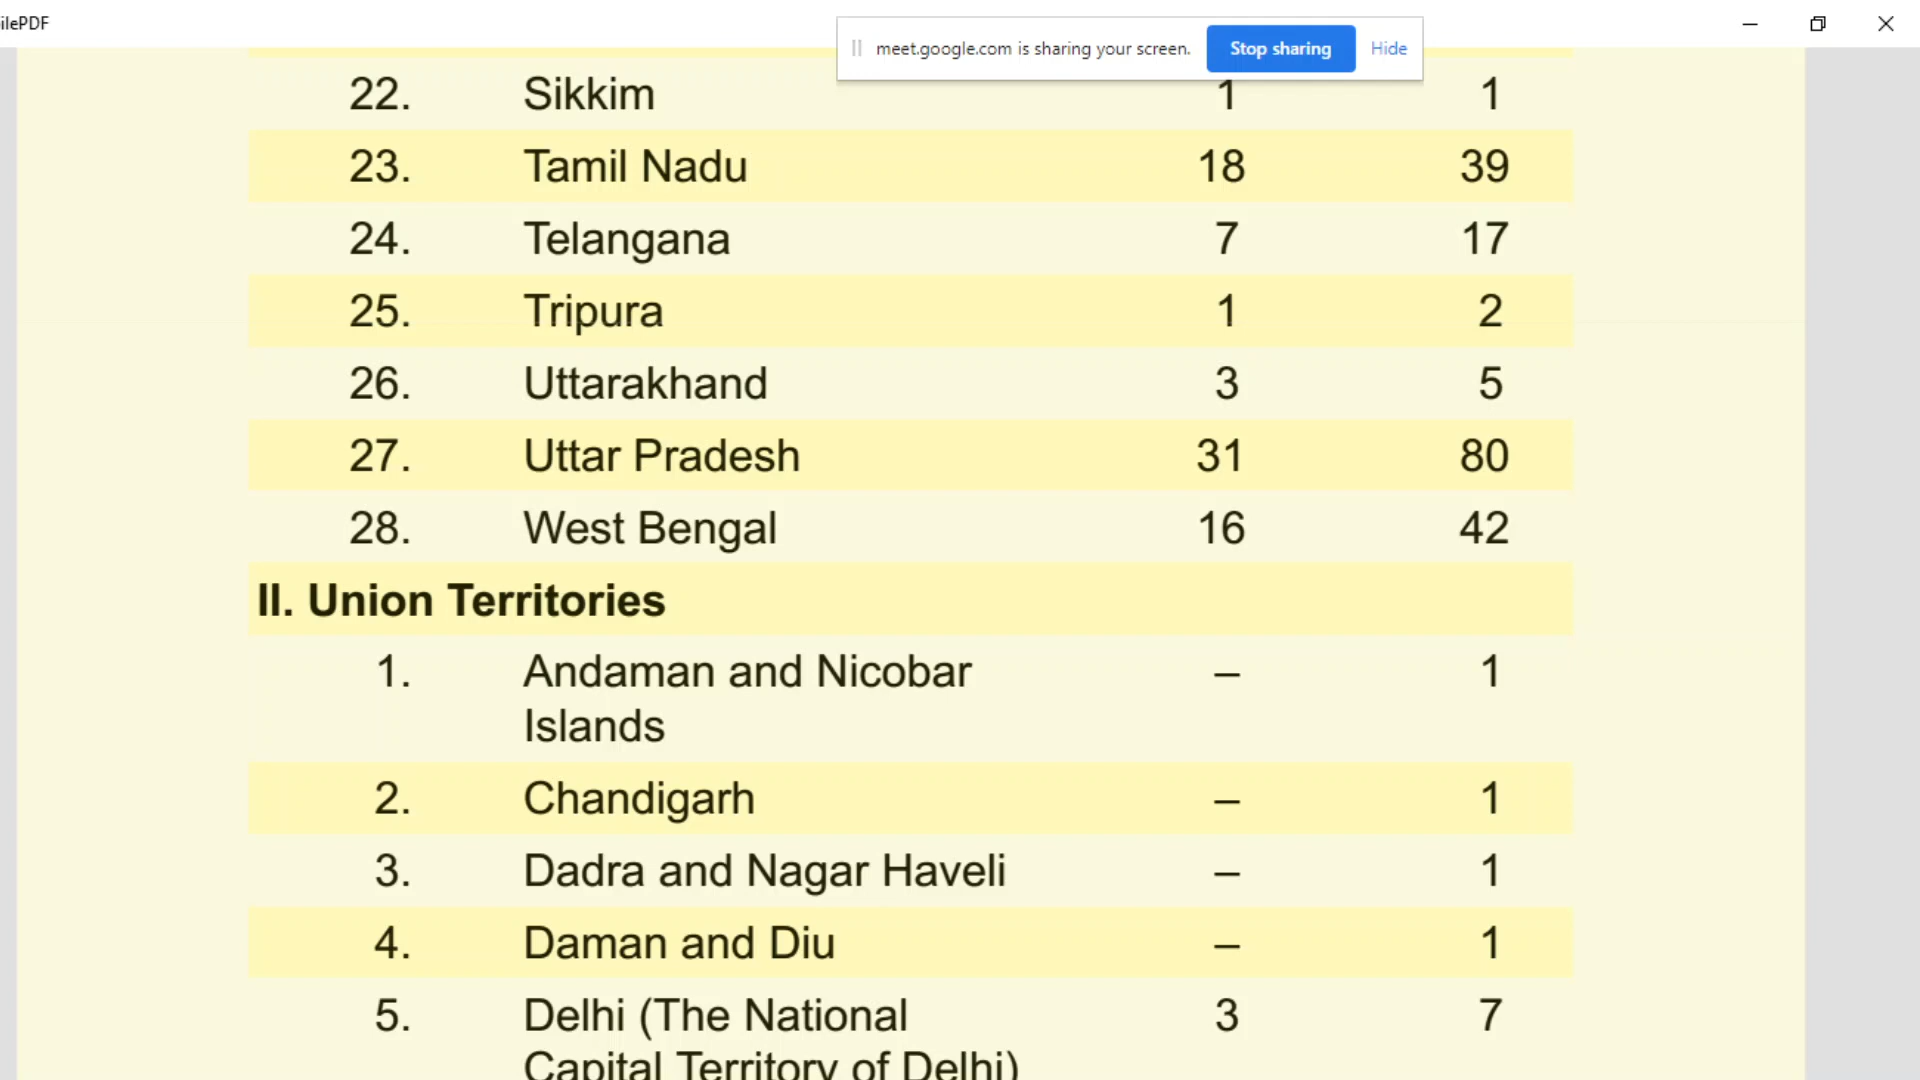 ilePDF
meet.google.com is sharing your screen. Stop sharing Hide
22. Sikkim 1 1
23. Tamil Nadu 18 39
24. Telangana 7 17
25. Tripura 1 2
26. Uttarakhand 3 5
27. Uttar Pradesh 31 80
28. West Bengal 16 42
II. Union Territories
1. Andaman and Nicobar – 1
Islands
2. Chandigarh – 1
3. Dadra and Nagar Haveli – 1
4. Daman and Diu – 1
5. Delhi (The National 3 7
Capital Territory of Delhi)